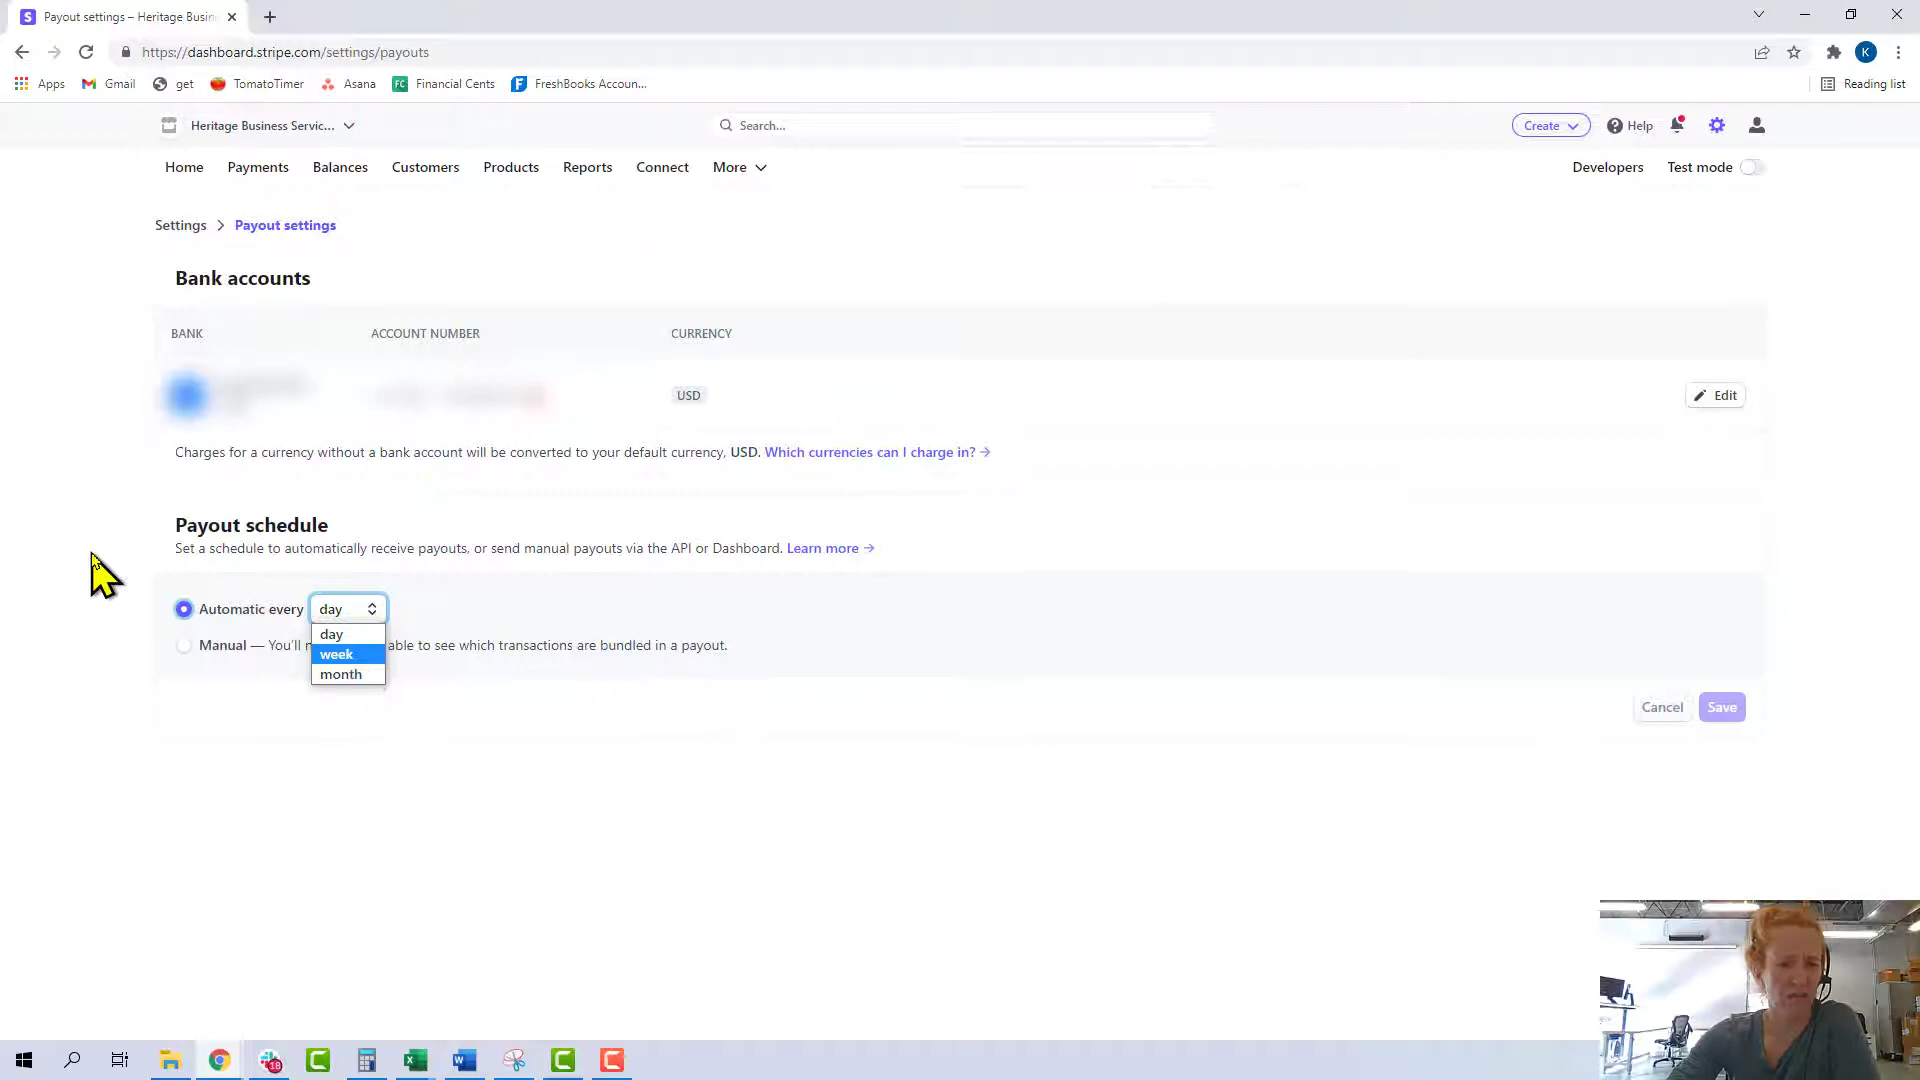 Payout settings – Heritage Busin
https://dashboard.stripe.com/settings/payouts
Apps Gmail get TomatoTimer Asana FC Financial Cents FreshBooks Accoun... Reading list
K
Heritage Business Servic... Search... Create Help
Home Payments Balances Customers Products Reports Connect More Developers Test mode
Settings > Payout settings
Bank accounts
BANK ACCOUNT NUMBER CURRENCY
USD Edit
Charges for a currency without a bank account will be converted to your default currency, USD. Which currencies can I charge in? →
Payout schedule
Set a schedule to automatically receive payouts, or send manual payouts via the API or Dashboard. Learn more →
Automatic every day
day
week
month
Manual — You'll able to see which transactions are bundled in a payout.
Cancel Save
18